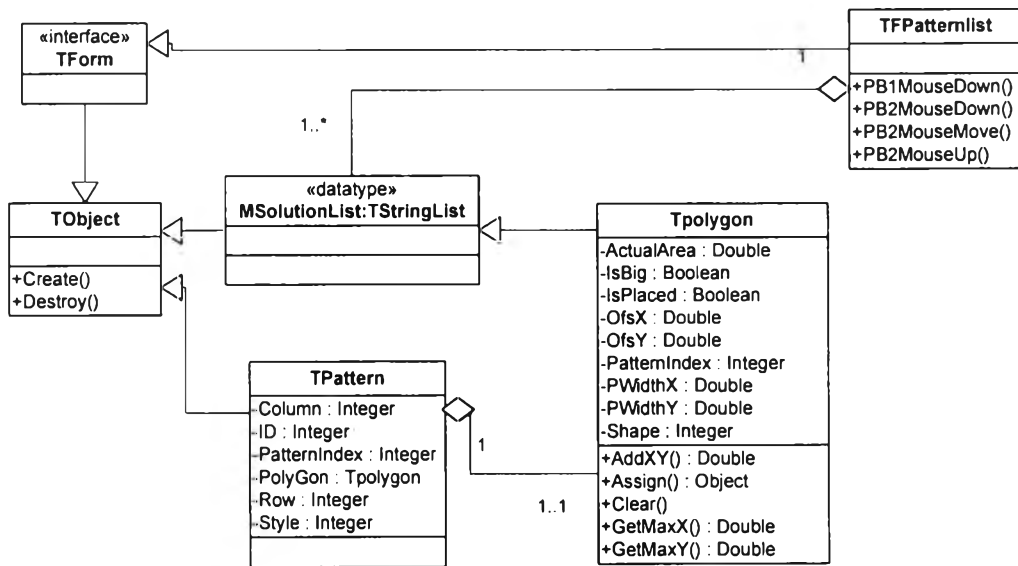 «interface»
TForm
TFPatternlist
+PB1MouseDown()
+PB2MouseDown()
+PB2MouseMove()
+PB2MouseUp()
1
1..*
«datatype»
MSolutionList:TStringList
TObject
+Create()
+Destroy()
Tpolygon
-ActualArea : Double
-IsBig : Boolean
-IsPlaced : Boolean
-OfsX : Double
-OfsY : Double
-PatternIndex : Integer
-PWidthX : Double
-PWidthY : Double
-Shape : Integer
+AddXY() : Double
+Assign() : Object
+Clear()
+GetMaxX() : Double
+GetMaxY() : Double
TPattern
-Column : Integer
-ID : Integer
-PatternIndex : Integer
-PolyGon : Tpolygon
-Row : Integer
-Style : Integer
1
1..1